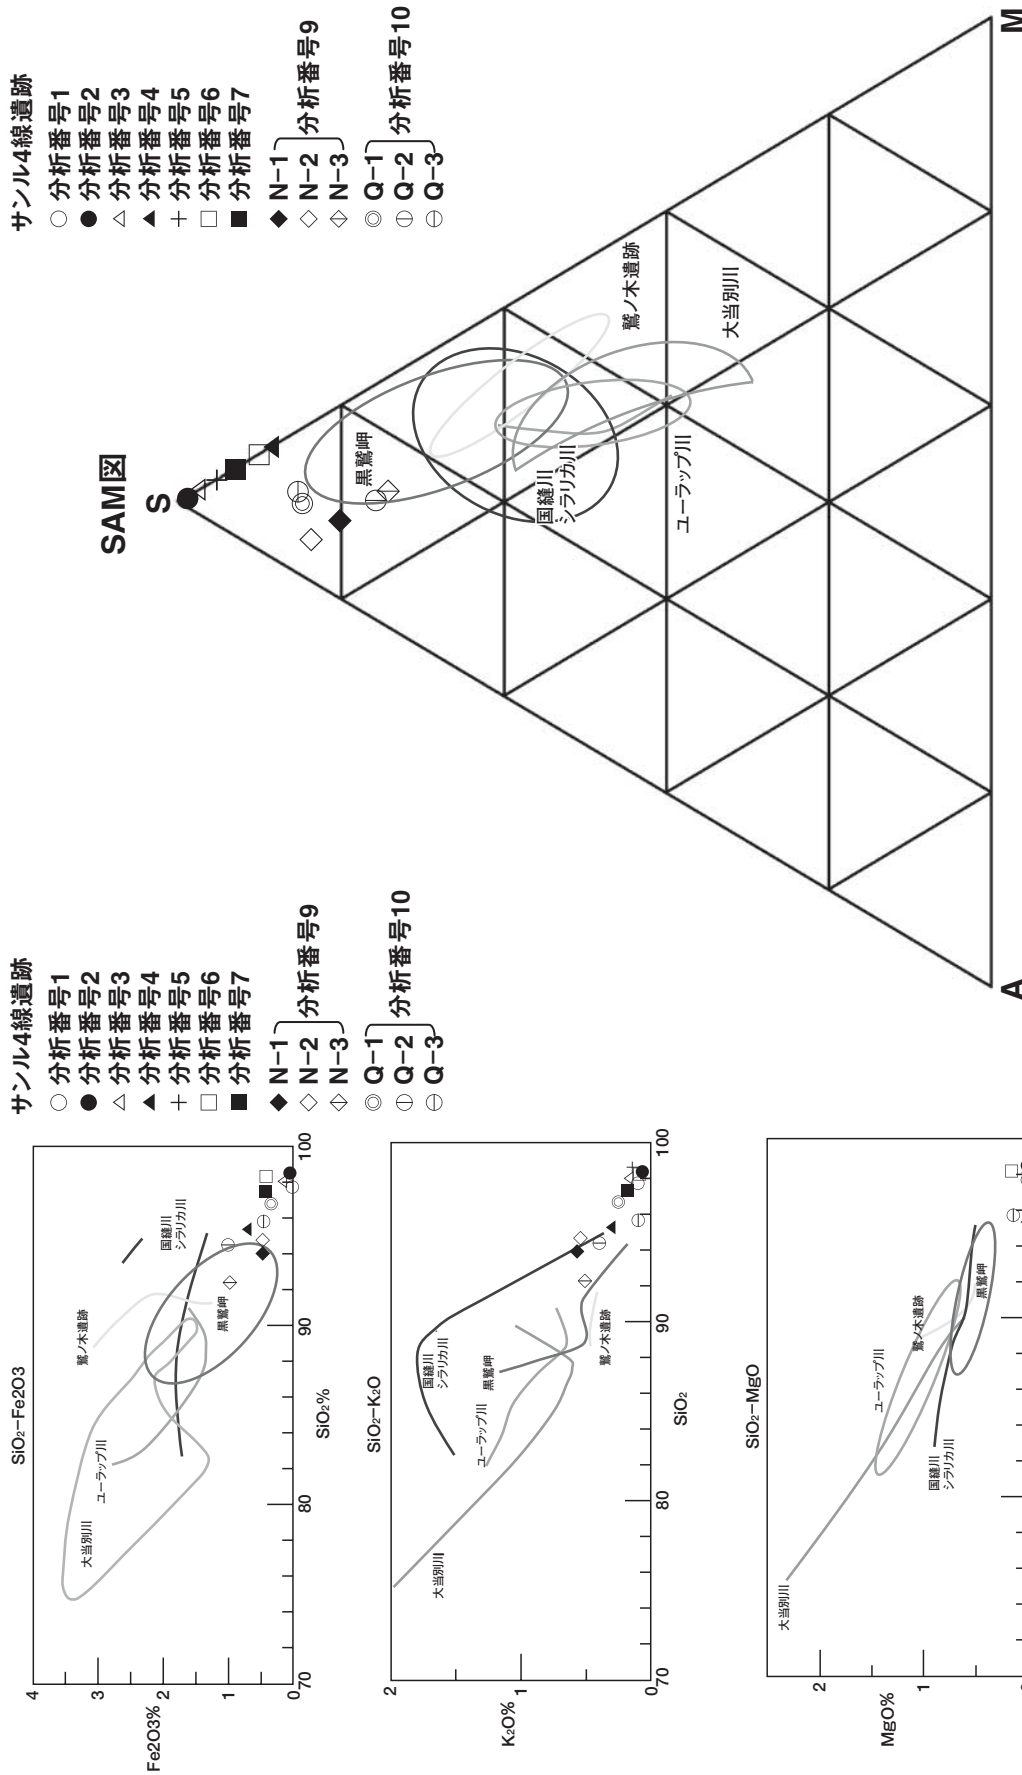 SiO₂−Fe2O3
4
3
2
1
0
Fe2O3%
70
80
90
100
SiO₂%
鷲ノ木遺跡
国縫川
シラリカ川
黒鷲岬
ユーラップ川
大当別川
サンル4線遺跡
分析番号1
分析番号2
分析番号3
分析番号4
分析番号5
分析番号6
分析番号7
N−1
N−2
N−3
分析番号9
Q−1
Q−2
Q−3
分析番号10
SiO₂−K₂O
2
1
0
K₂O%
70
80
90
100
SiO₂
国縫川
シラリカ川
黒鷲岬
鷲ノ木遺跡
ユーラップ川
大当別川
SiO₂−MgO
2
1
MgO%
ユーラップ川
鷲ノ木遺跡
黒鷲岬
国縫川
シラリカ川
大当別川
SAM図
S
A
M
黒鷲岬
国縫川
シラリカ川
ユーラップ川
鷲ノ木遺跡
大当別川
サンル4線遺跡
分析番号1
分析番号2
分析番号3
分析番号4
分析番号5
分析番号6
分析番号7
N−1
N−2
N−3
分析番号9
Q−1
Q−2
Q−3
分析番号10